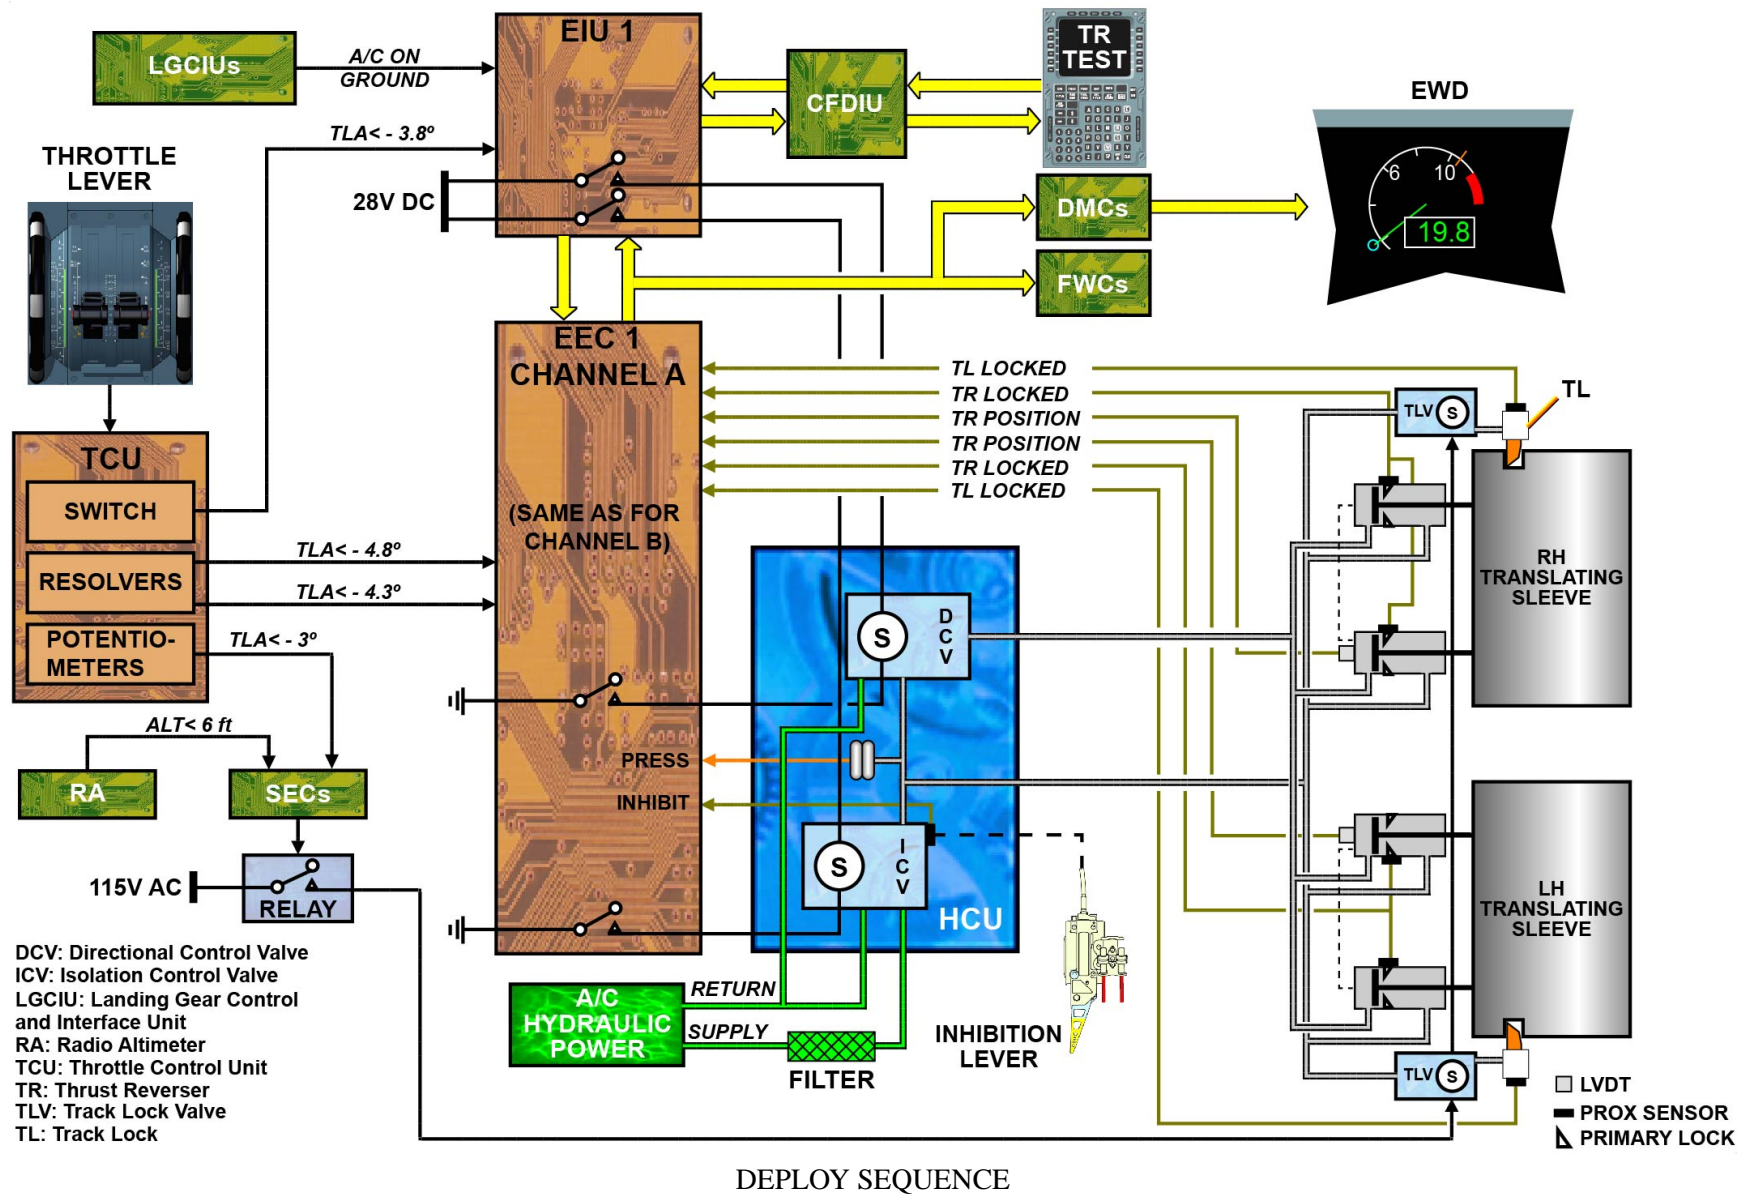 EIU 1
LGCIUs
A/C ON
GROUND
TLA< - 3.8º
28V DC
CFDIU
TR
TEST
EWD
6
10
19.8
DMCs
FWCs
THROTTLE
LEVER
TCU
SWITCH
RESOLVERS
POTENTIO-
METERS
TLA< - 4.8º
TLA< - 4.3º
TLA< - 3º
ALT< 6 ft
RA
SECs
115V AC
RELAY
EEC 1
CHANNEL A
(SAME AS FOR
CHANNEL B)
PRESS
INHIBIT
TL LOCKED
TR LOCKED
TR POSITION
TR POSITION
TR LOCKED
TL LOCKED
S
D
C
V
S
I
C
V
HCU
A/C
HYDRAULIC
POWER
RETURN
SUPPLY
FILTER
INHIBITION
LEVER
TLV
S
TL
RH
TRANSLATING
SLEEVE
LH
TRANSLATING
SLEEVE
TLV
S
LVDT
PROX SENSOR
PRIMARY LOCK
DCV: Directional Control Valve
ICV: Isolation Control Valve
LGCIU: Landing Gear Control
and Interface Unit
RA: Radio Altimeter
TCU: Throttle Control Unit
TR: Thrust Reverser
TLV: Track Lock Valve
TL: Track Lock
DEPLOY SEQUENCE